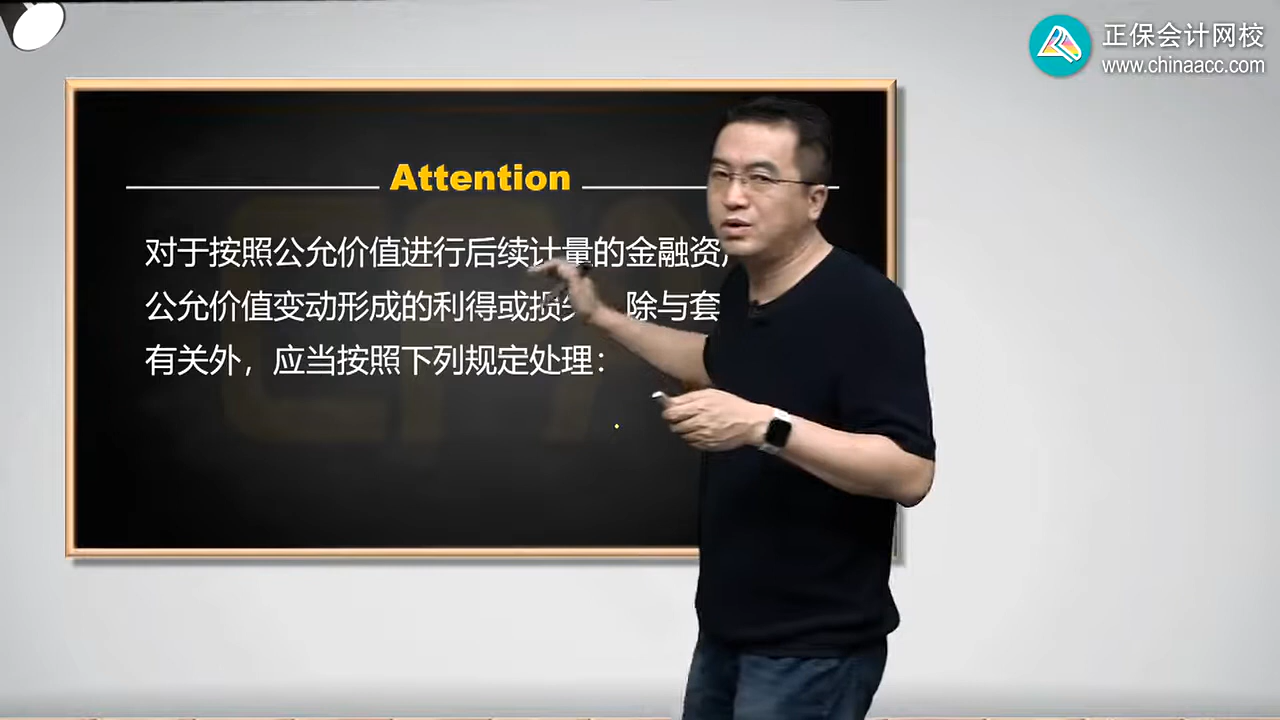 正保会计网校
www.chinaacc.com
Attention
对于按照公允价值进行后续计量的金融资
公允价值变动形成的利得或损 除与套
有关外，应当按照下列规定处理：